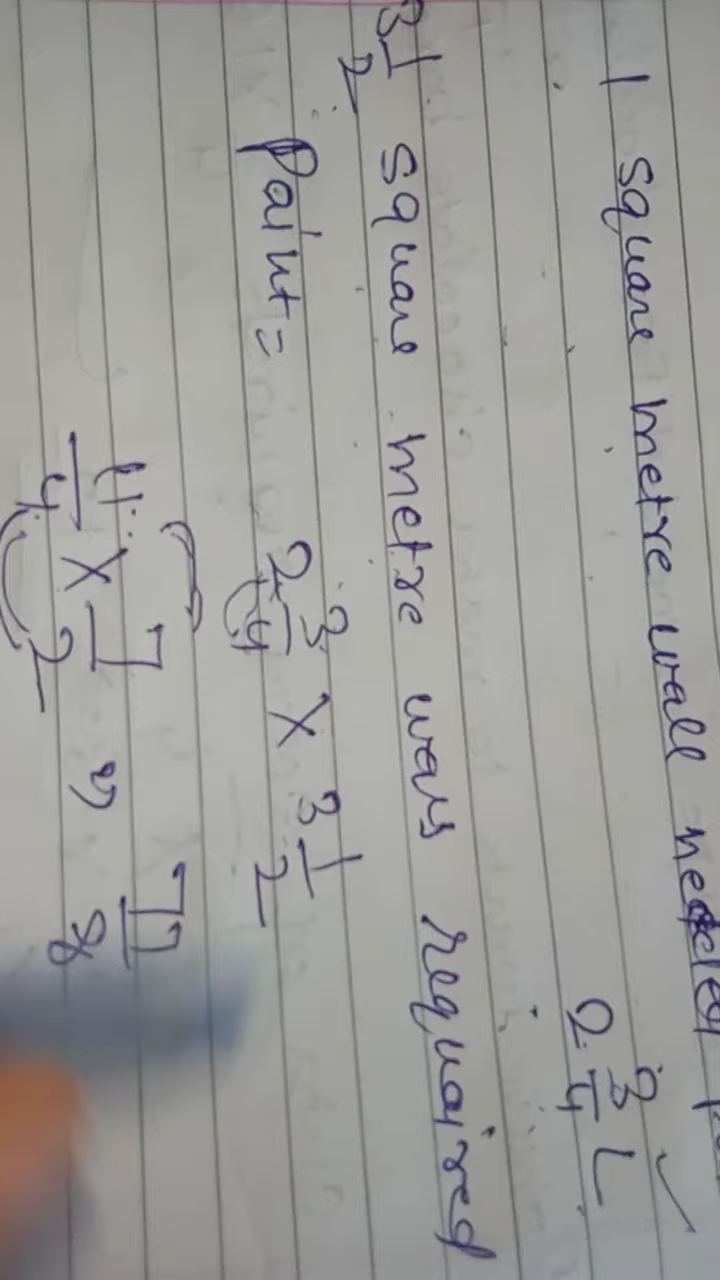 1 square metre wall needed
2 3/4 L
3 1/2 square metre waus requaired
Paint = 2 3/4 × 3 1/2
11/4 × 7/2 = 77/8